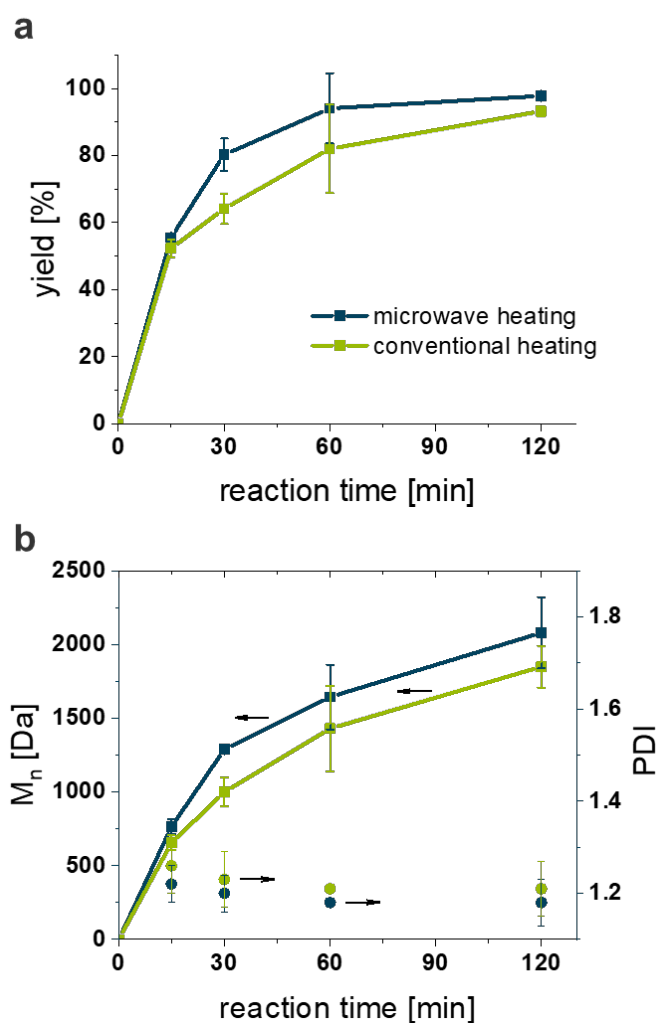 a
yield [%]
100
80
60
40
20
0
microwave heating
conventional heating
0 30 60 90 120
reaction time [min]
b
Mn [Da]
2500
2000
1500
1000
500
0
1.8
1.6
1.4
1.2
PDI
0 30 60 90 120
reaction time [min]